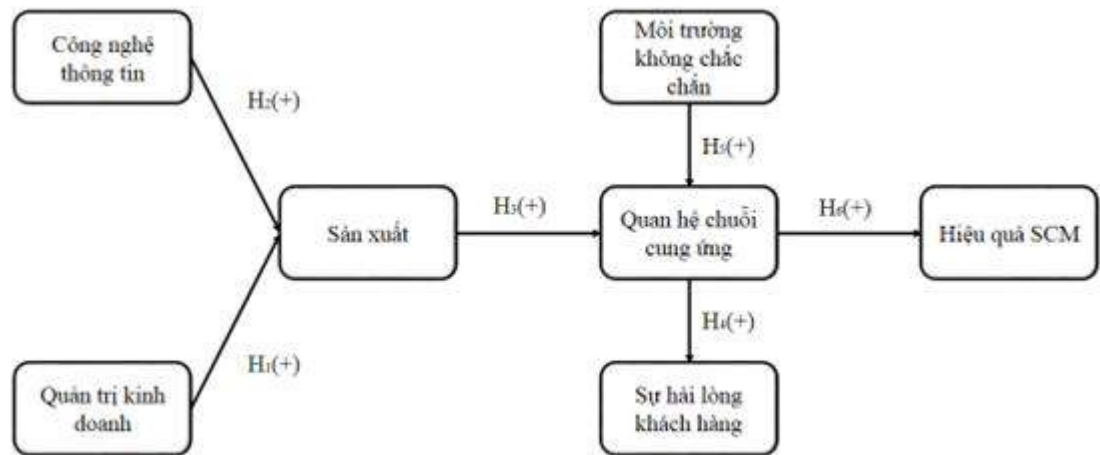 Công nghệ
thông tin
Môi trường
không chắc
chắn
H₂(+)
H₅(+)
Sản xuất
H₃(+)
Quan hệ chuỗi
cung ứng
H₆(+)
Hiệu quả SCM
H₁(+)
H₄(+)
Quản trị kinh
doanh
Sự hài lòng
khách hàng